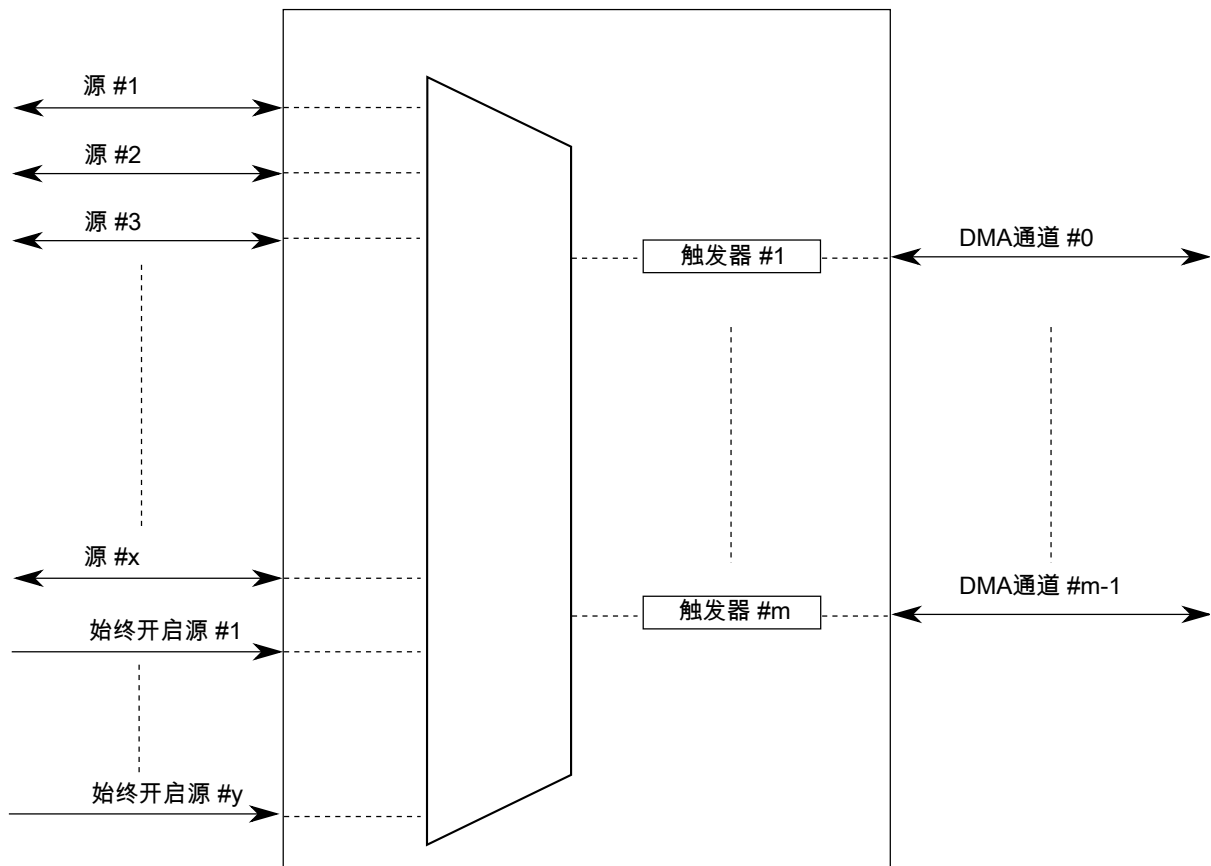 源 #1
源 #2
源 #3
触发器 #1
DMA通道 #0
源 #x
触发器 #m
DMA通道 #m-1
始终开启源 #1
始终开启源 #y